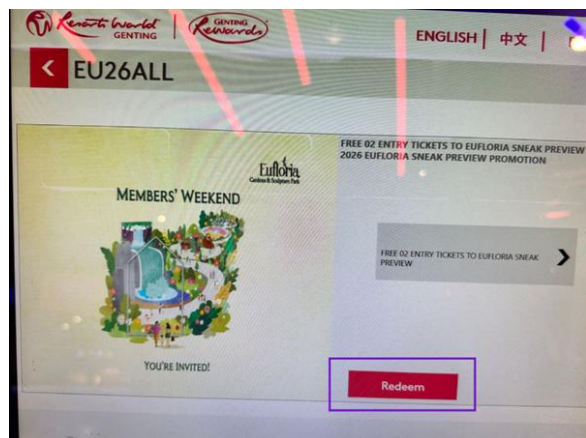 Resorts World
GENTING
GENTING
Rewards
ENGLISH | 中文 |
EU26ALL
Eufloria
Gardens & Sculpture Park
MEMBERS' WEEKEND
YOU'RE INVITED!
FREE 02 ENTRY TICKETS TO EUFLORIA SNEAK PREVIEW
2026 EUFLORIA SNEAK PREVIEW PROMOTION
FREE 02 ENTRY TICKETS TO EUFLORIA SNEAK
PREVIEW
Redeem